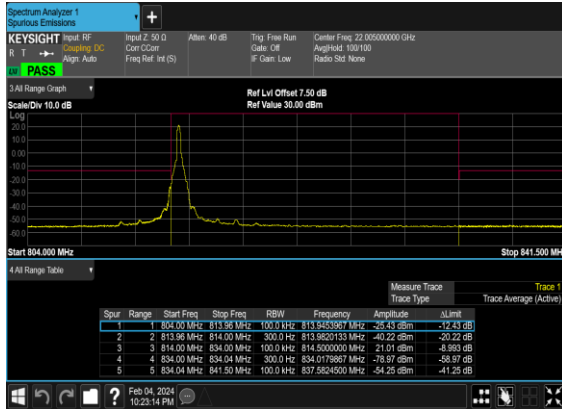 Spectrum Analyzer 1
Spurious Emissions
+
KEYSIGHT Input: RF Input Z: 50 Ω Atten: 40 dB Trig: Free Run Center Freq: 22.005000000 GHz
R T Coupling: DC Corr CCorr Gate: Off Avg|Hold: 100/100
Align: Auto Freq Ref: Int (S) IF Gain: Low Radio Std: None
PASS
3 All Range Graph Ref Lvl Offset 7.50 dB
Scale/Div 10.0 dB Ref Value 30.00 dBm
Log
20.0
10.0
0.00
-10.0
-20.0
-30.0
-40.0
-50.0
-60.0
Start 804.000 MHz Stop 841.500 MH
4 All Range Table
Measure Trace Trace 1
Trace Type Trace Average (Active)
Spur Range Start Freq Stop Freq RBW Frequency Amplitude ΔLimit
1 1 804.00 MHz 813.96 MHz 100.0 kHz 813.9453967 MHz -25.43 dBm -12.43 dB
2 2 813.96 MHz 814.00 MHz 300.0 Hz 813.9820133 MHz -40.22 dBm -20.22 dB
3 3 814.00 MHz 834.00 MHz 100.0 kHz 814.5000000 MHz 21.01 dBm -8.993 dB
4 4 834.00 MHz 834.04 MHz 300.0 Hz 834.0179867 MHz -78.97 dBm -58.97 dB
5 5 834.04 MHz 841.50 MHz 100.0 kHz 837.5824500 MHz -54.25 dBm -41.25 dB
? Feb 04, 2024
10:23:14 PM